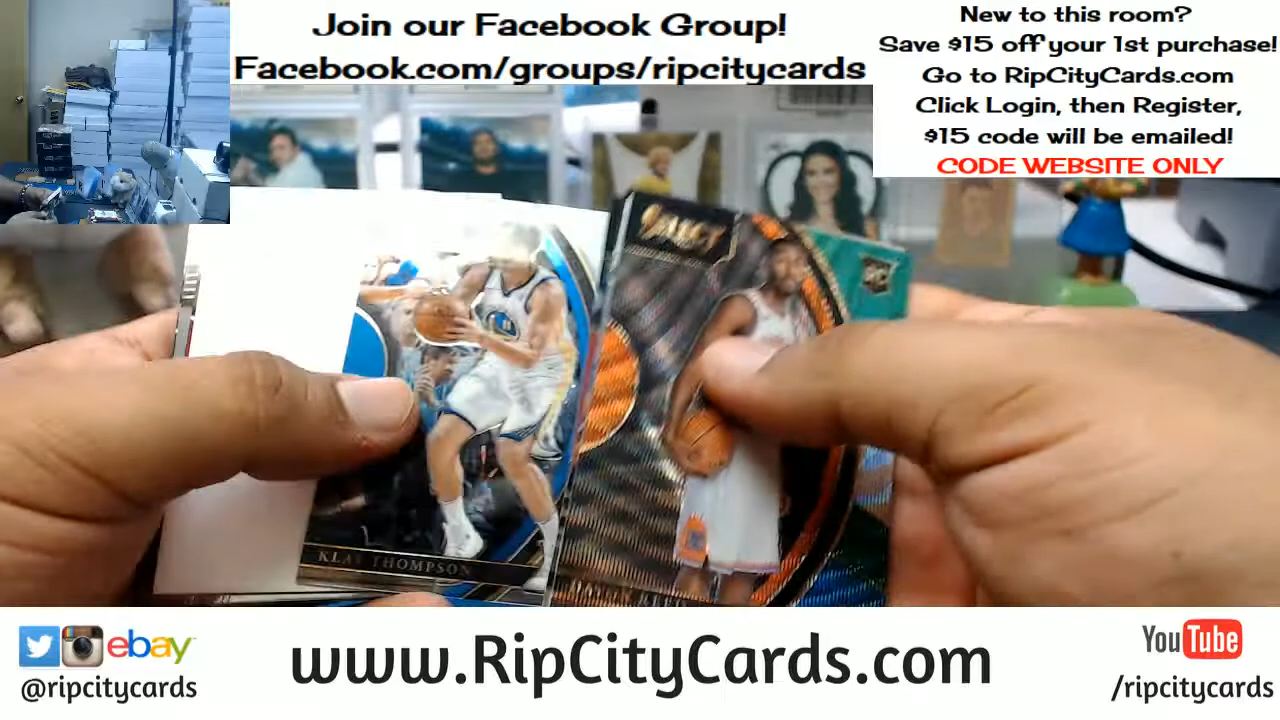 Join our Facebook Group!
Facebook.com/groups/ripcitycards
New to this room?
Save $15 off your 1st purchase!
Go to RipCityCards.com
Click Login, then Register,
$15 code will be emailed!
CODE WEBSITE ONLY
SELECT
RC
KLAY THOMPSON
ebay
@ripcitycards
www.RipCityCards.com
YouTube
/ripcitycards